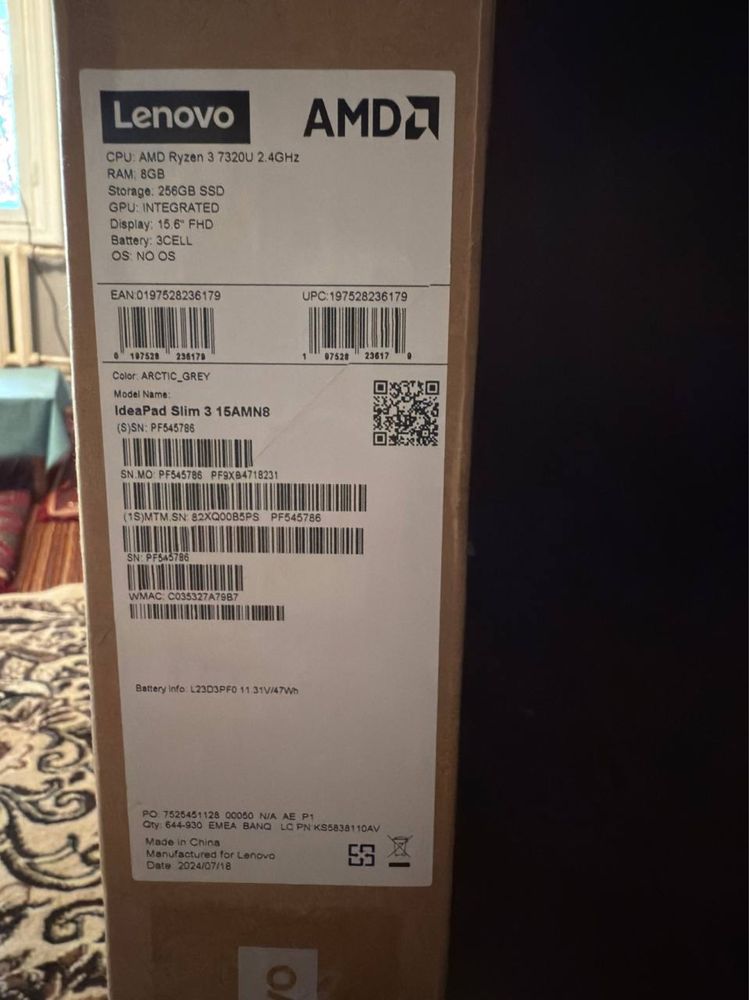 Lenovo
AMD
CPU: AMD Ryzen 3 7320U 2.4GHz
RAM: 8GB
Storage: 256GB SSD
GPU: INTEGRATED
Display: 15.6" FHD
Battery: 3CELL
OS: NO OS
EAN:0197528236179 UPC:197528236179
0 197528 236179 1 97528 23617 9
Color: ARCTIC_GREY
Model Name:
IdeaPad Slim 3 15AMN8
(S)SN: PF545786
SN.MO: PF545786 PF9XB4718231
(1S)MTM.SN: 82XQ00B5PS PF545786
SN: PF545786
WMAC: C035327A79B7
Battery Info: L23D3PF0 11.31V/47Wh
PO: 7525451128 00050 N/A AE P1
Qty: 644-930 EMEA BANQ LC PN:KS5838110AV
Made in China
Manufactured for Lenovo
Date: 2024/07/18